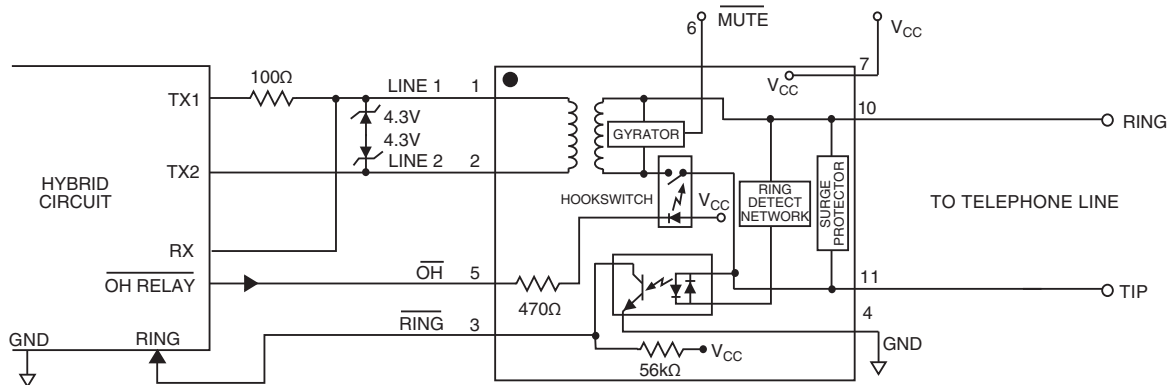 6
MUTE
VCC
7
100Ω
LINE 1
1
VCC
TX1
10
4.3V
GYRATOR
RING
4.3V
TX2
LINE 2
2
HYBRID
CIRCUIT
HOOKSWITCH
VCC
RING
DETECT
NETWORK
SURGE
PROTECTOR
TO TELEPHONE LINE
RX
OH RELAY
OH
5
470Ω
11
TIP
4
GND
RING
RING
3
VCC
56kΩ
GND